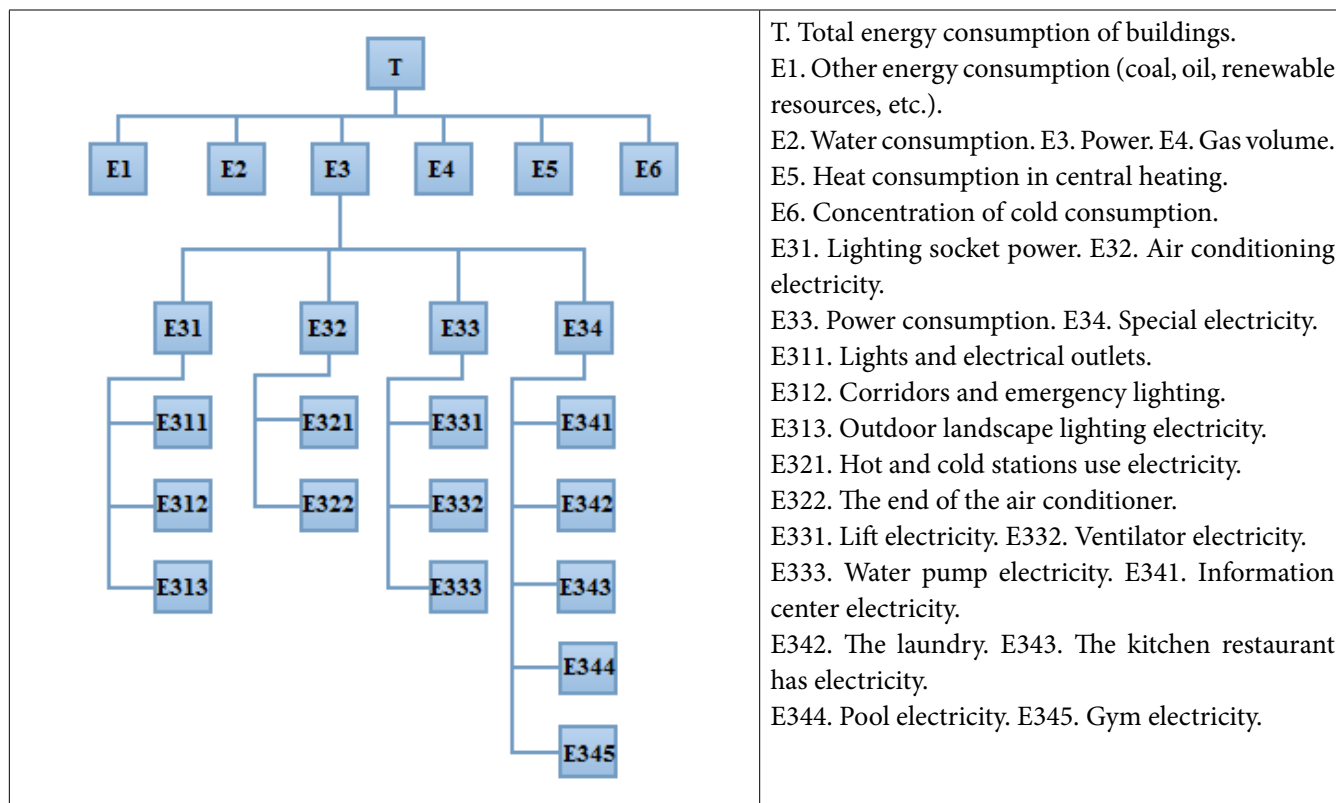 T
E1 E2 E3 E4 E5 E6
E31 E32 E33 E34
E311 E321 E331 E341
E312 E322 E332 E342
E313 E333 E343
E344
E345
T. Total energy consumption of buildings.
E1. Other energy consumption (coal, oil, renewable
resources, etc.).
E2. Water consumption. E3. Power. E4. Gas volume.
E5. Heat consumption in central heating.
E6. Concentration of cold consumption.
E31. Lighting socket power. E32. Air conditioning
electricity.
E33. Power consumption. E34. Special electricity.
E311. Lights and electrical outlets.
E312. Corridors and emergency lighting.
E313. Outdoor landscape lighting electricity.
E321. Hot and cold stations use electricity.
E322. The end of the air conditioner.
E331. Lift electricity. E332. Ventilator electricity.
E333. Water pump electricity. E341. Information
center electricity.
E342. The laundry. E343. The kitchen restaurant
has electricity.
E344. Pool electricity. E345. Gym electricity.